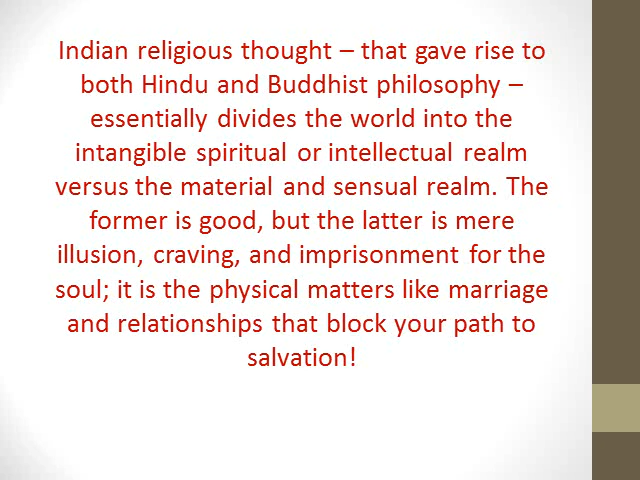 Indian religious thought – that gave rise to
both Hindu and Buddhist philosophy –
essentially divides the world into the
intangible spiritual or intellectual realm
versus the material and sensual realm. The
former is good, but the latter is mere
illusion, craving, and imprisonment for the
soul; it is the physical matters like marriage
and relationships that block your path to
salvation!